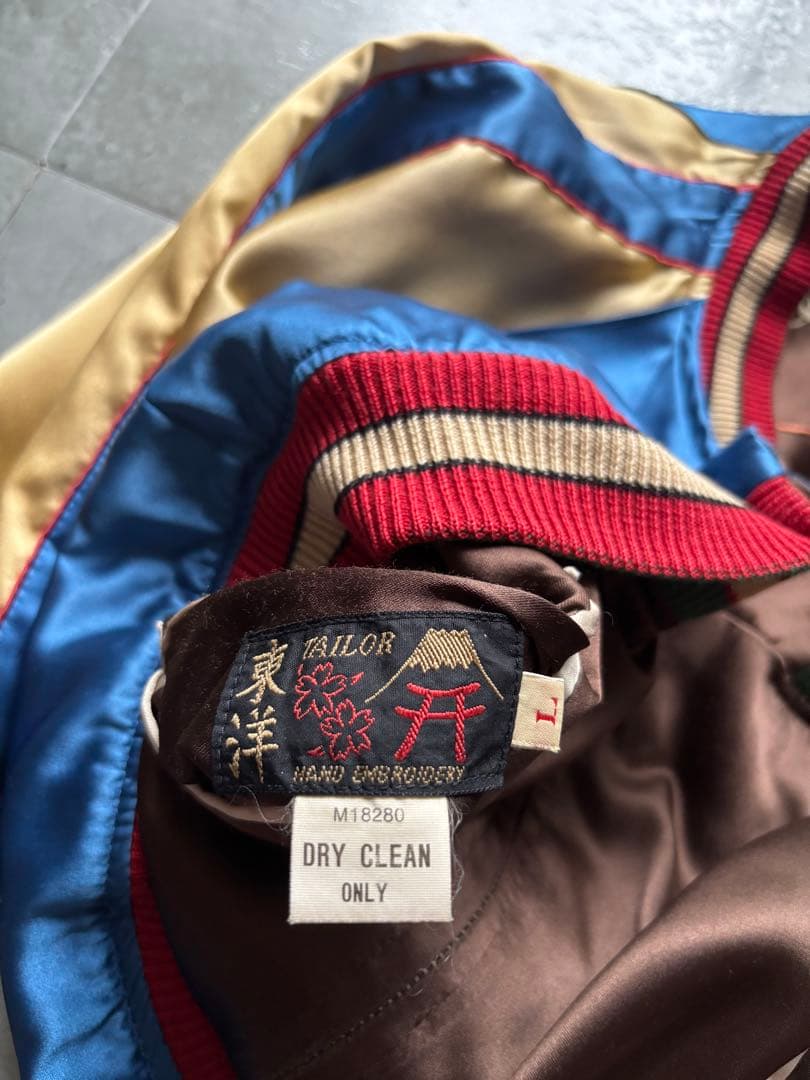 東洋
TAILOR
HAND EMBROIDERY
L
M18280
DRY CLEAN
ONLY